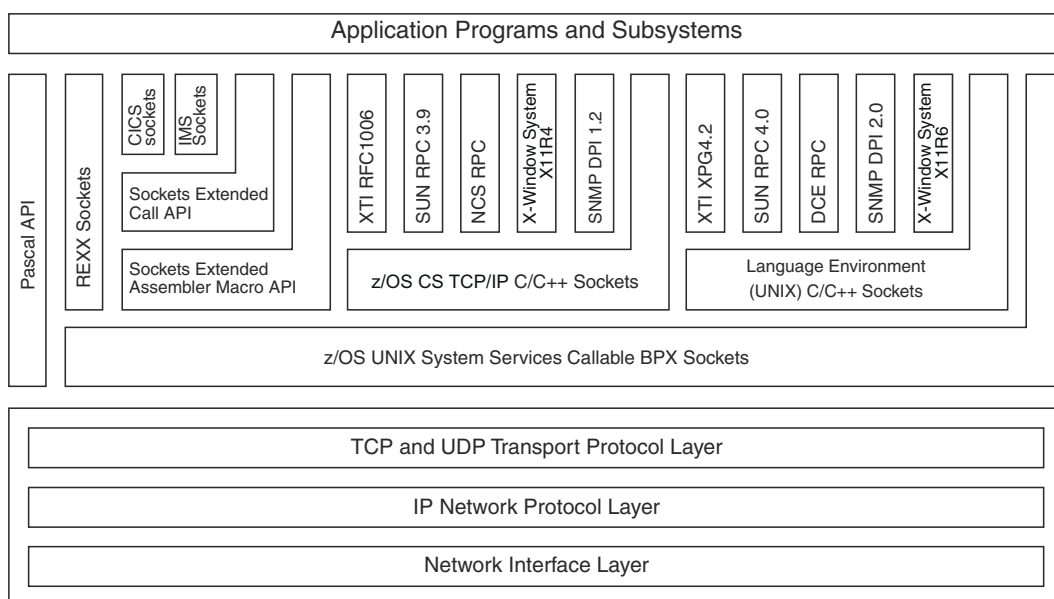 Application Programs and Subsystems
Pascal API
REXX Sockets
CICS
sockets
IMS
Sockets
Sockets Extended
Call API
Sockets Extended
Assembler Macro API
XTI RFC1006
SUN RPC 3.9
NCS RPC
X-Window System
X11R4
SNMP DPI 1.2
z/OS CS TCP/IP C/C++ Sockets
XTI XPG4.2
SUN RPC 4.0
DCE RPC
SNMP DPI 2.0
X-Window System
X11R6
Language Environment
(UNIX) C/C++ Sockets
z/OS UNIX System Services Callable BPX Sockets
TCP and UDP Transport Protocol Layer
IP Network Protocol Layer
Network Interface Layer